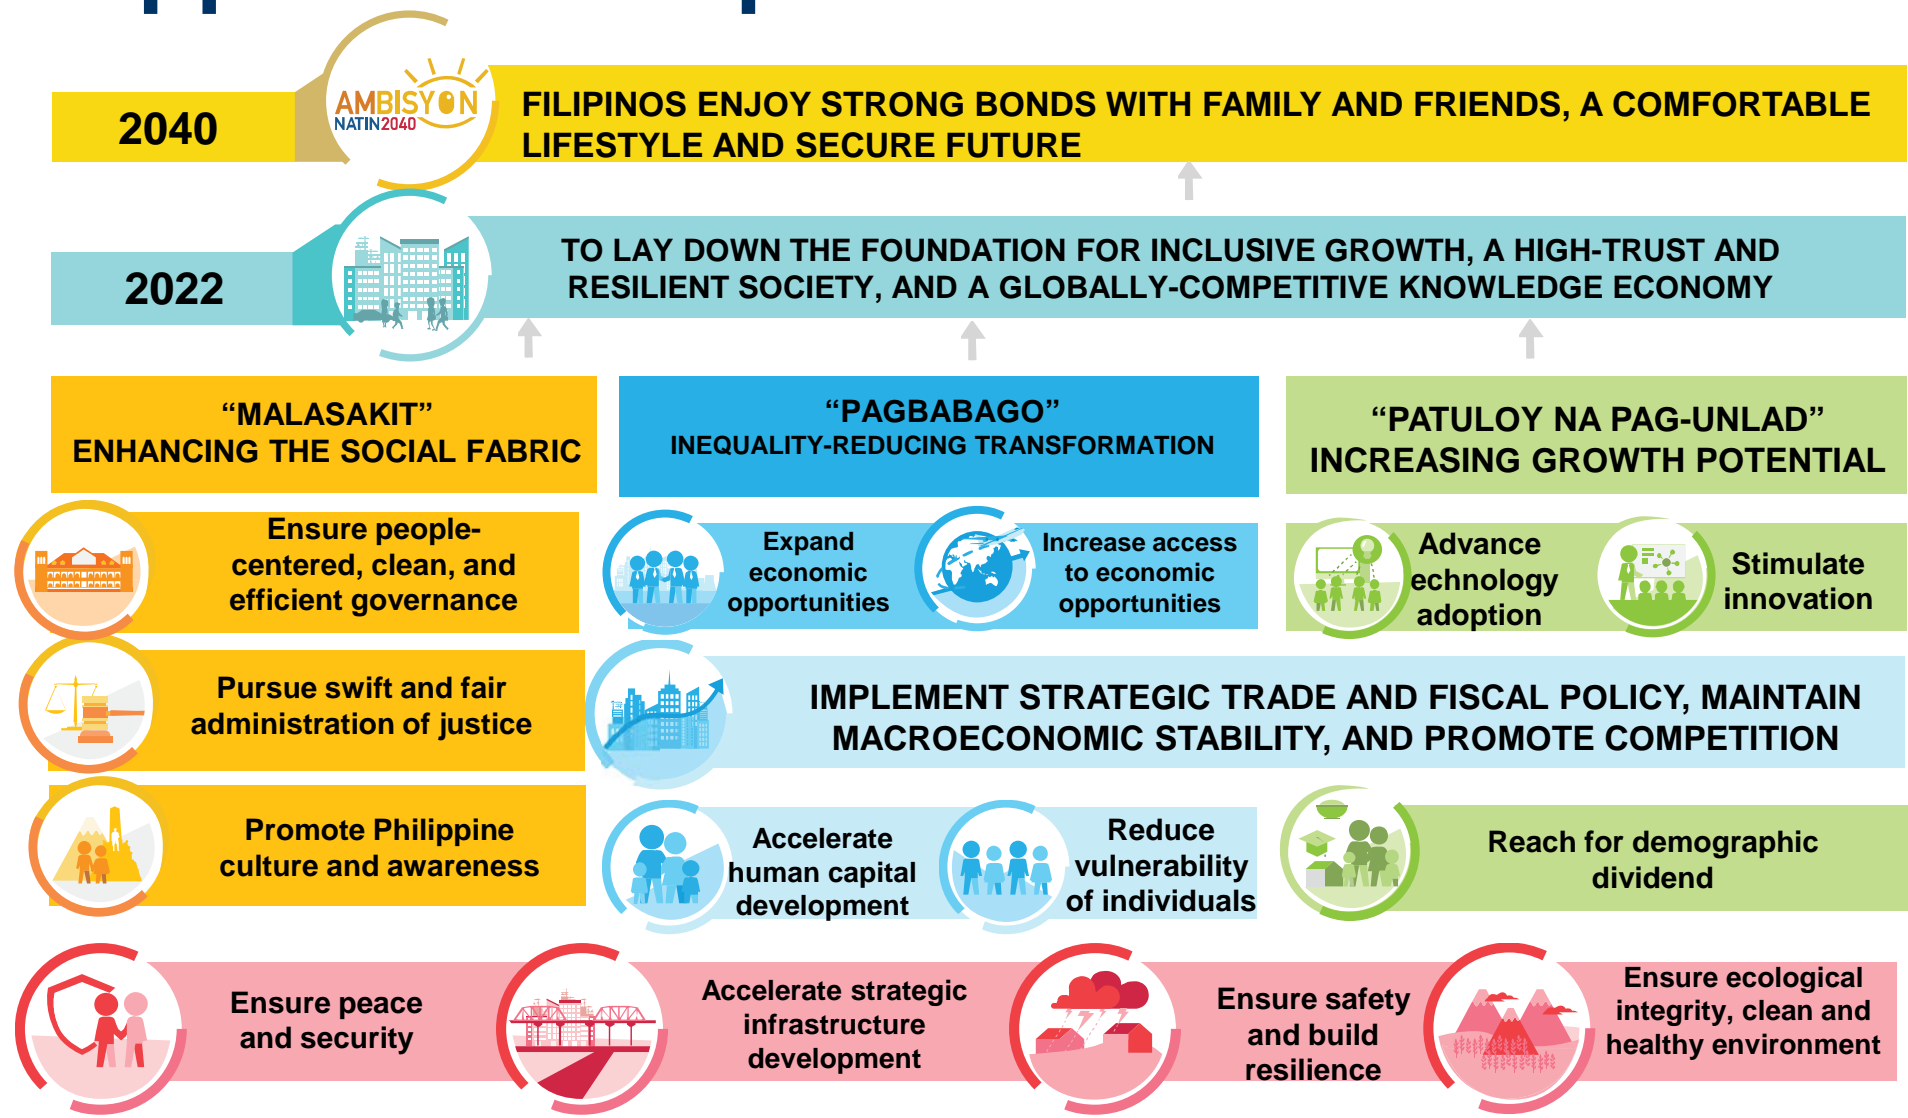 2040
AMBISYON
NATIN2040
FILIPINOS ENJOY STRONG BONDS WITH FAMILY AND FRIENDS, A COMFORTABLE
LIFESTYLE AND SECURE FUTURE
2022
TO LAY DOWN THE FOUNDATION FOR INCLUSIVE GROWTH, A HIGH-TRUST AND
RESILIENT SOCIETY, AND A GLOBALLY-COMPETITIVE KNOWLEDGE ECONOMY
“MALASAKIT”
ENHANCING THE SOCIAL FABRIC
“PAGBABAGO”
INEQUALITY-REDUCING TRANSFORMATION
“PATULOY NA PAG-UNLAD”
INCREASING GROWTH POTENTIAL
Ensure people-
centered, clean, and
efficient governance
Expand
economic
opportunities
Increase access
to economic
opportunities
Advance
echnology
adoption
Stimulate
innovation
Pursue swift and fair
administration of justice
IMPLEMENT STRATEGIC TRADE AND FISCAL POLICY, MAINTAIN
MACROECONOMIC STABILITY, AND PROMOTE COMPETITION
Promote Philippine
culture and awareness
Accelerate
human capital
development
Reduce
vulnerability
of individuals
Reach for demographic
dividend
Ensure peace
and security
Accelerate strategic
infrastructure
development
Ensure safety
and build
resilience
Ensure ecological
integrity, clean and
healthy environment